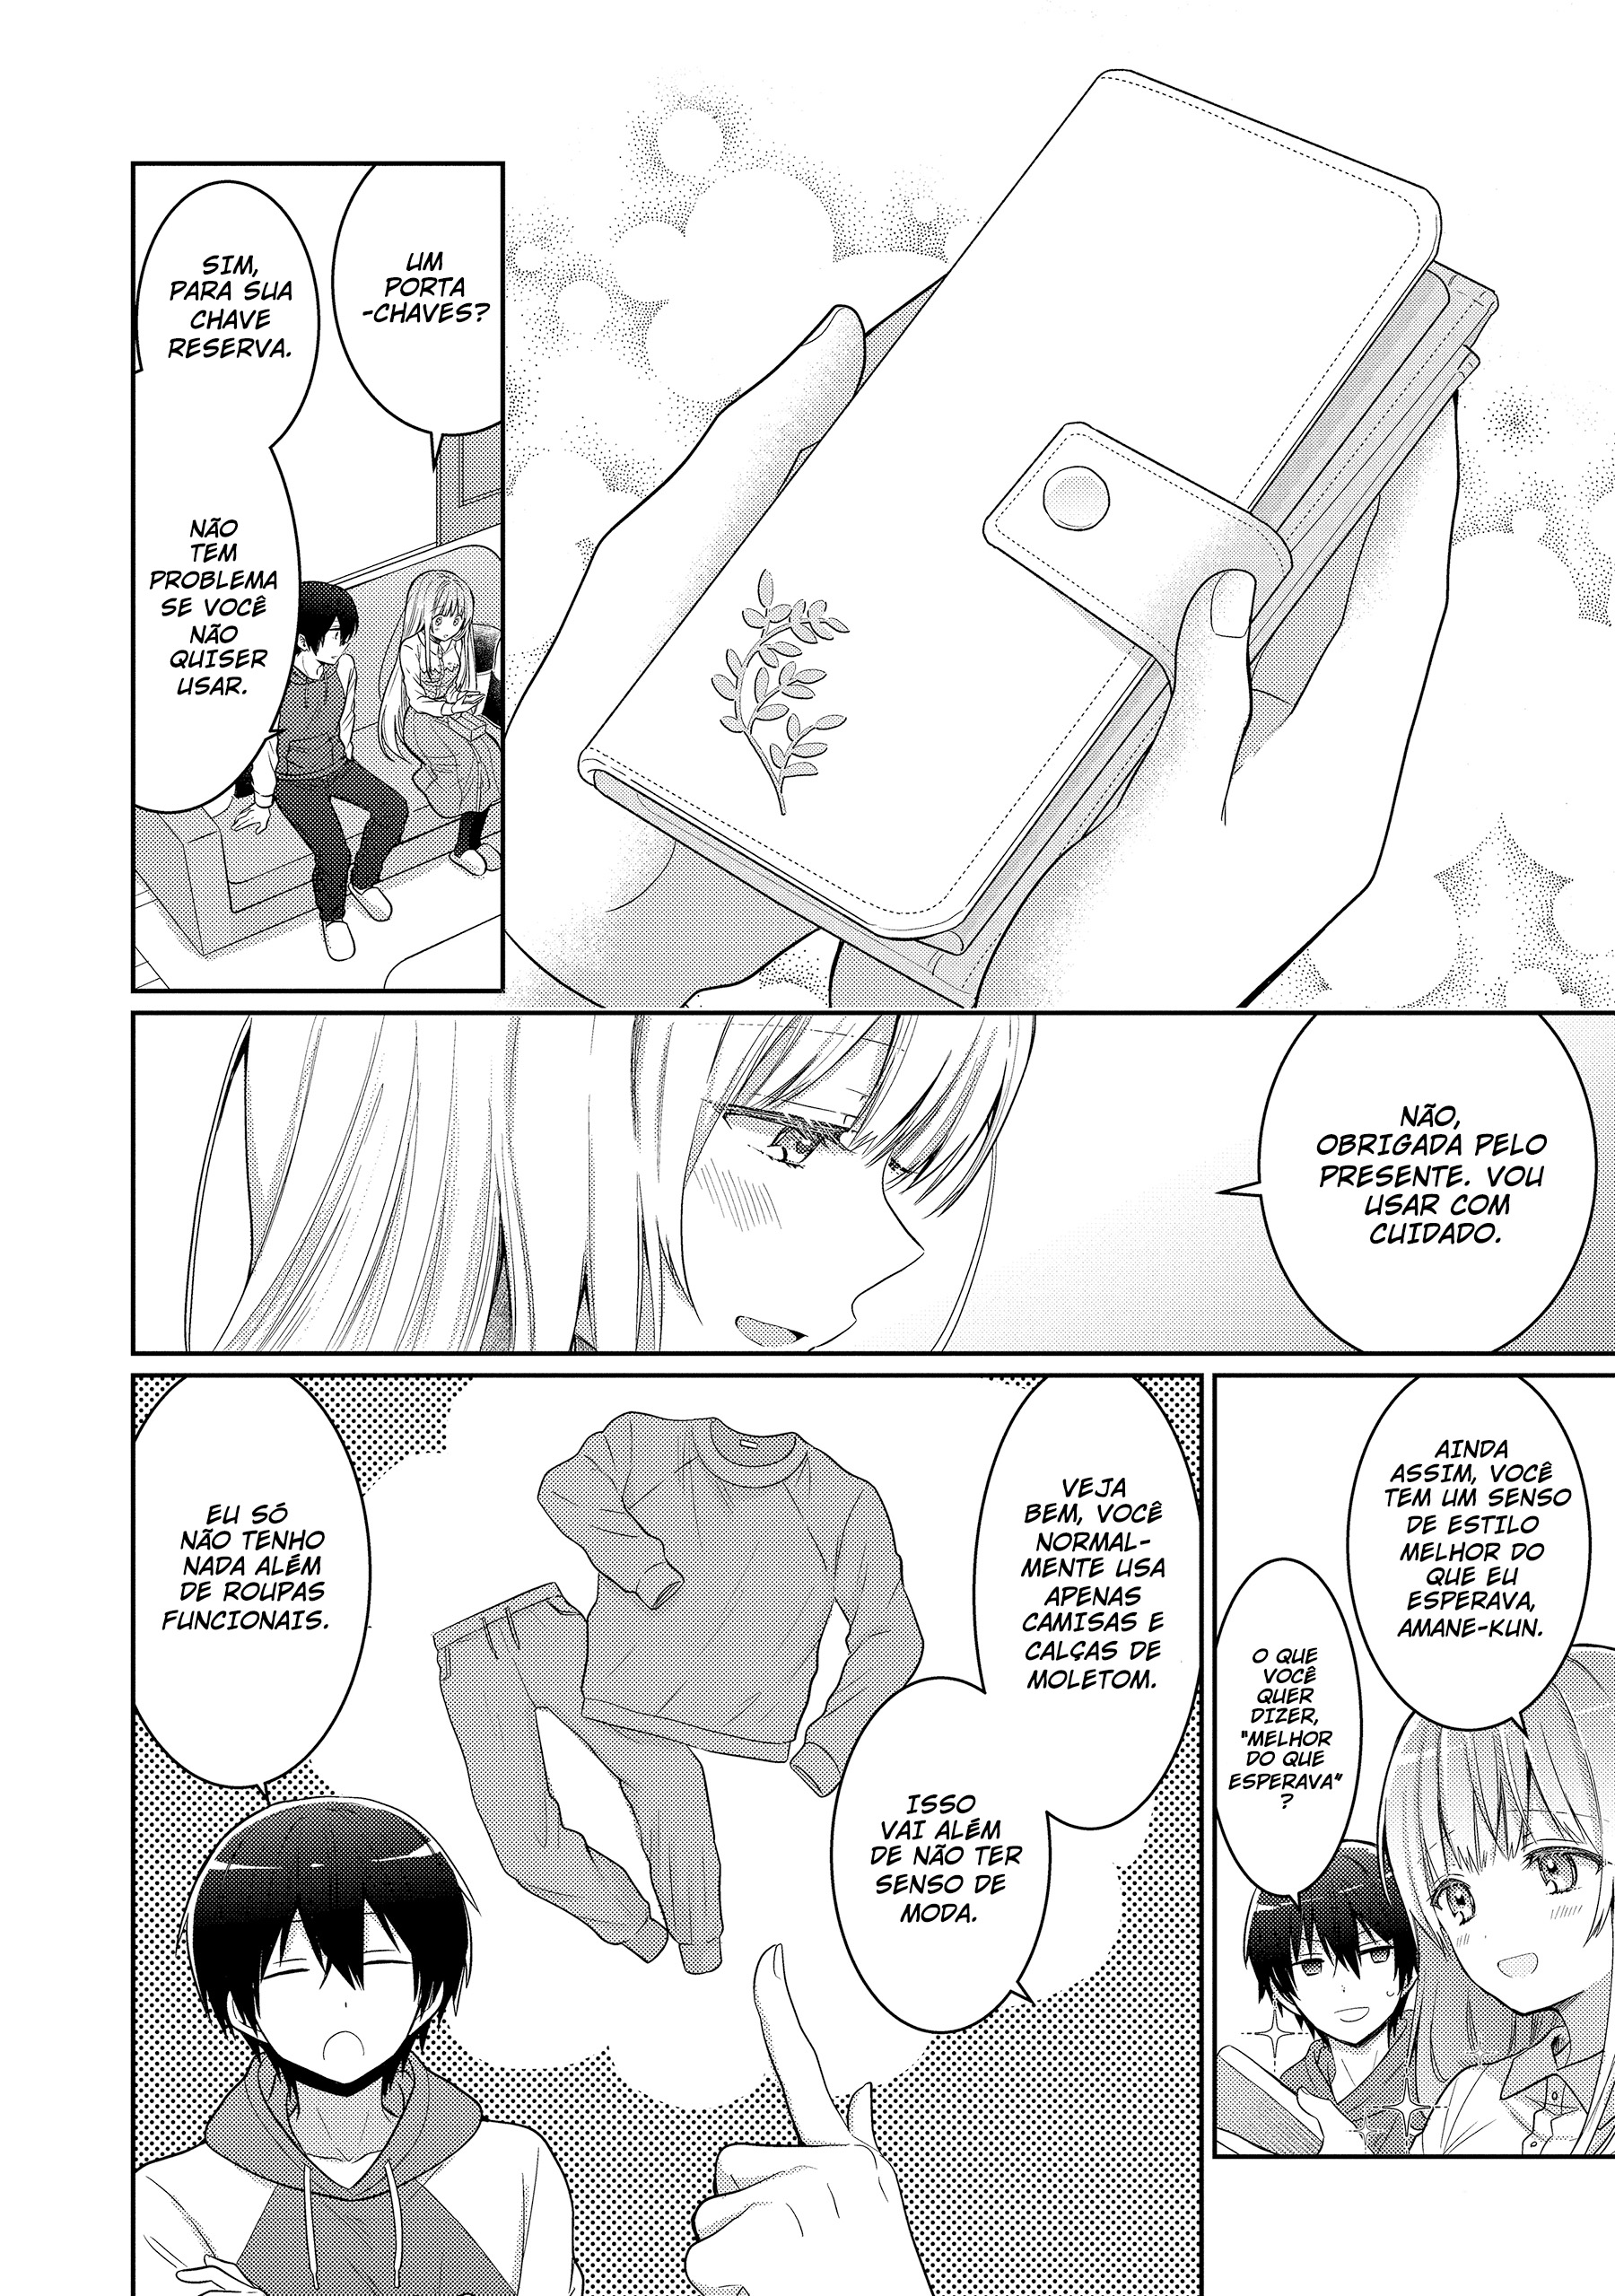 UM
PORTA
-CHAVES?
SIM,
PARA SUA
CHAVE
RESERVA.
NÃO
TEM
PROBLEMA
SE VOCÊ
NÃO
QUISER
USAR.
NÃO,
OBRIGADA PELO
PRESENTE. VOU
USAR COM
CUIDADO.
AINDA
ASSIM, VOCÊ
TEM UM SENSO
DE ESTILO
MELHOR DO
QUE EU
ESPERAVA,
AMANE-KUN.
O QUE
VOCÊ
QUER
DIZER,
"MELHOR
DO QUE
ESPERAVA"
?
VEJA
BEM, VOCÊ
NORMAL-
MENTE USA
APENAS
CAMISAS E
CALÇAS DE
MOLETOM.
ISSO
VAI ALÉM
DE NÃO TER
SENSO DE
MODA.
EU SÓ
NÃO TENHO
NADA ALÉM
DE ROUPAS
FUNCIONAIS.